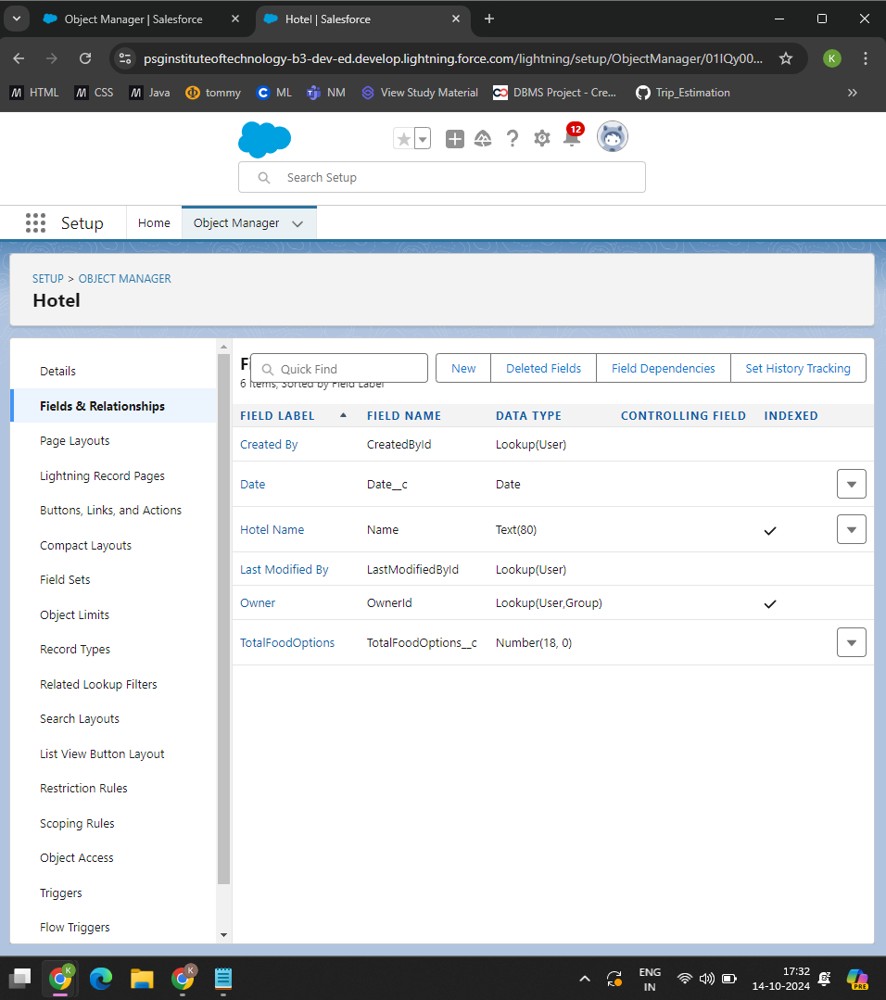 Object Manager | Salesforce
Hotel | Salesforce
psginstituteoftechnology-b3-dev-ed.develop.lightning.force.com/lightning/setup/ObjectManager/01IQy00...
K
HTML
CSS
Java
tommy
ML
NM
View Study Material
DBMS Project - Cre...
Trip_Estimation
12
Search Setup
Setup
Home
Object Manager
SETUP > OBJECT MANAGER
Hotel
Details
Fields & Relationships
Page Layouts
Lightning Record Pages
Buttons, Links, and Actions
Compact Layouts
Field Sets
Object Limits
Record Types
Related Lookup Filters
Search Layouts
List View Button Layout
Restriction Rules
Scoping Rules
Object Access
Triggers
Flow Triggers
Quick Find
New
Deleted Fields
Field Dependencies
Set History Tracking
6 Items, Sorted by Field Label
FIELD LABEL FIELD NAME DATA TYPE CONTROLLING FIELD INDEXED
Created By CreatedById Lookup(User)
Date Date__c Date
Hotel Name Name Text(80)
Last Modified By LastModifiedById Lookup(User)
Owner OwnerId Lookup(User,Group)
TotalFoodOptions TotalFoodOptions__c Number(18, 0)
K
K
ENG
IN
17:32
14-10-2024
PRE